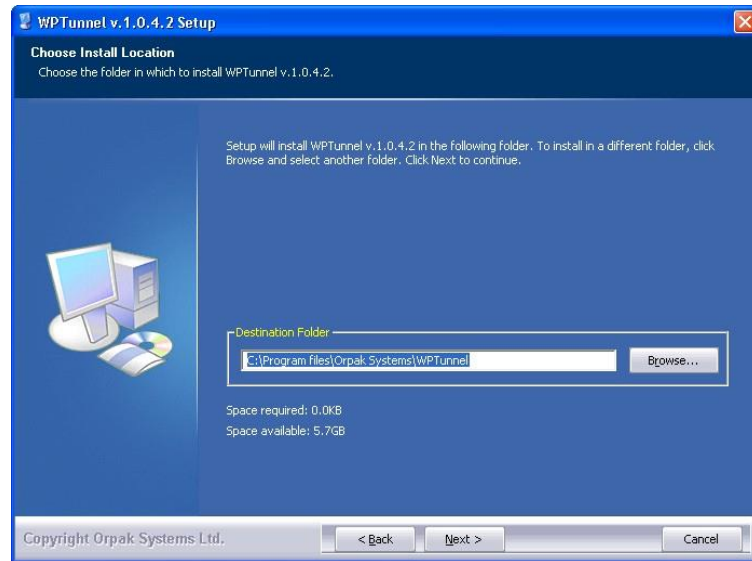 WPTunnel v.1.0.4.2 Setup
Choose Install Location
Choose the folder in which to install WPTunnel v.1.0.4.2.
Setup will install WPTunnel v.1.0.4.2 in the following folder. To install in a different folder, click
Browse and select another folder. Click Next to continue.
Destination Folder
C:\Program files\Orpak Systems\WPTunnel
Browse...
Space required: 0.0KB
Space available: 5.7GB
Copyright Orpak Systems Ltd.
< Back Next > Cancel